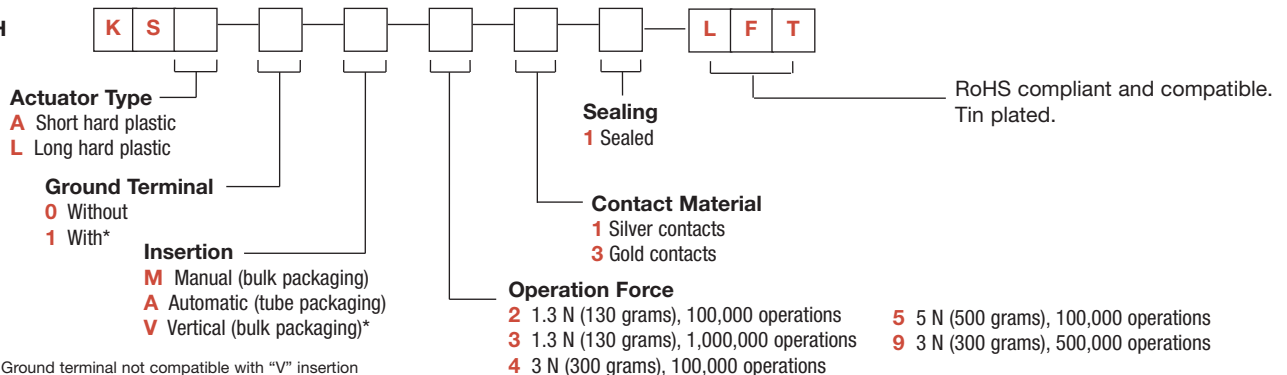 H
K S L F T
Actuator Type
A Short hard plastic
L Long hard plastic
Ground Terminal
0 Without
1 With*
Insertion
M Manual (bulk packaging)
A Automatic (tube packaging)
V Vertical (bulk packaging)*
Ground terminal not compatible with “V” insertion
Operation Force
2 1.3 N (130 grams), 100,000 operations
3 1.3 N (130 grams), 1,000,000 operations
4 3 N (300 grams), 100,000 operations
5 5 N (500 grams), 100,000 operations
9 3 N (300 grams), 500,000 operations
Contact Material
1 Silver contacts
3 Gold contacts
Sealing
1 Sealed
RoHS compliant and compatible.
Tin plated.